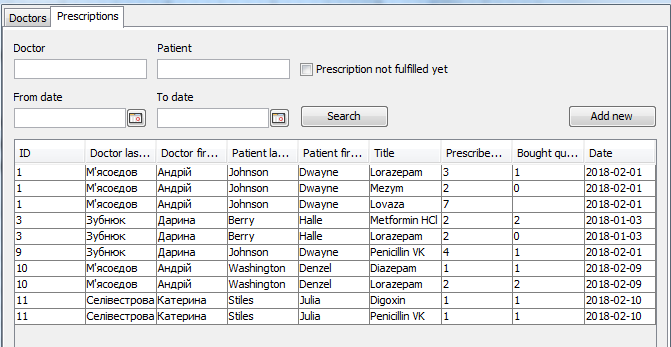 Doctors Prescriptions
Doctor Patient
Prescription not fulfilled yet
From date To date
Search Add new
ID Doctor las... Doctor fir... Patient la... Patient fir... Title Prescribe... Bought qu... Date
1 М'ясоєдов Андрій Johnson Dwayne Lorazepam 3 1 2018-02-01
1 М'ясоєдов Андрій Johnson Dwayne Mezym 2 0 2018-02-01
1 М'ясоєдов Андрій Johnson Dwayne Lovaza 7 2018-02-01
3 Зубнюк Дарина Berry Halle Metformin HCl 2 2 2018-01-03
3 Зубнюк Дарина Berry Halle Lorazepam 2 0 2018-01-03
9 Зубнюк Дарина Johnson Dwayne Penicillin VK 4 1 2018-02-01
10 М'ясоєдов Андрій Washington Denzel Diazepam 1 1 2018-02-09
10 М'ясоєдов Андрій Washington Denzel Lorazepam 2 2 2018-02-09
11 Селівестрова Катерина Stiles Julia Digoxin 1 1 2018-02-10
11 Селівестрова Катерина Stiles Julia Penicillin VK 1 1 2018-02-10